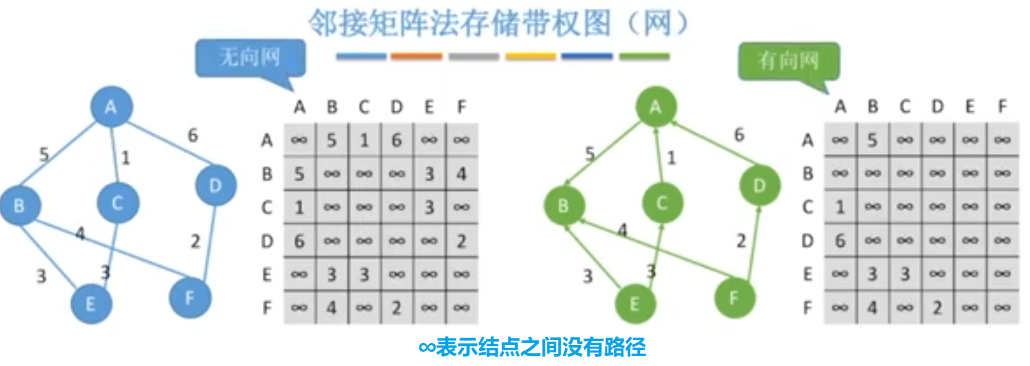 邻接矩阵法存储带权图（网）
无向网
有向网
A B C D E F
A ∞ 5 1 6 ∞ ∞
B 5 ∞ ∞ ∞ 3 4
C 1 ∞ ∞ ∞ 3 ∞
D 6 ∞ ∞ ∞ ∞ 2
E ∞ 3 3 ∞ ∞ ∞
F ∞ 4 ∞ 2 ∞ ∞
A
6
5
1
D
B
C
4
2
3
3
E
F
A
6
5
1
D
B
C
4
2
3
3
E
F
A B C D E F
A ∞ 5 ∞ ∞ ∞ ∞
B ∞ ∞ ∞ ∞ ∞ ∞
C 1 ∞ ∞ ∞ ∞ ∞
D 6 ∞ ∞ ∞ ∞ ∞
E ∞ 3 3 ∞ ∞ ∞
F ∞ 4 ∞ 2 ∞ ∞
∞表示结点之间没有路径